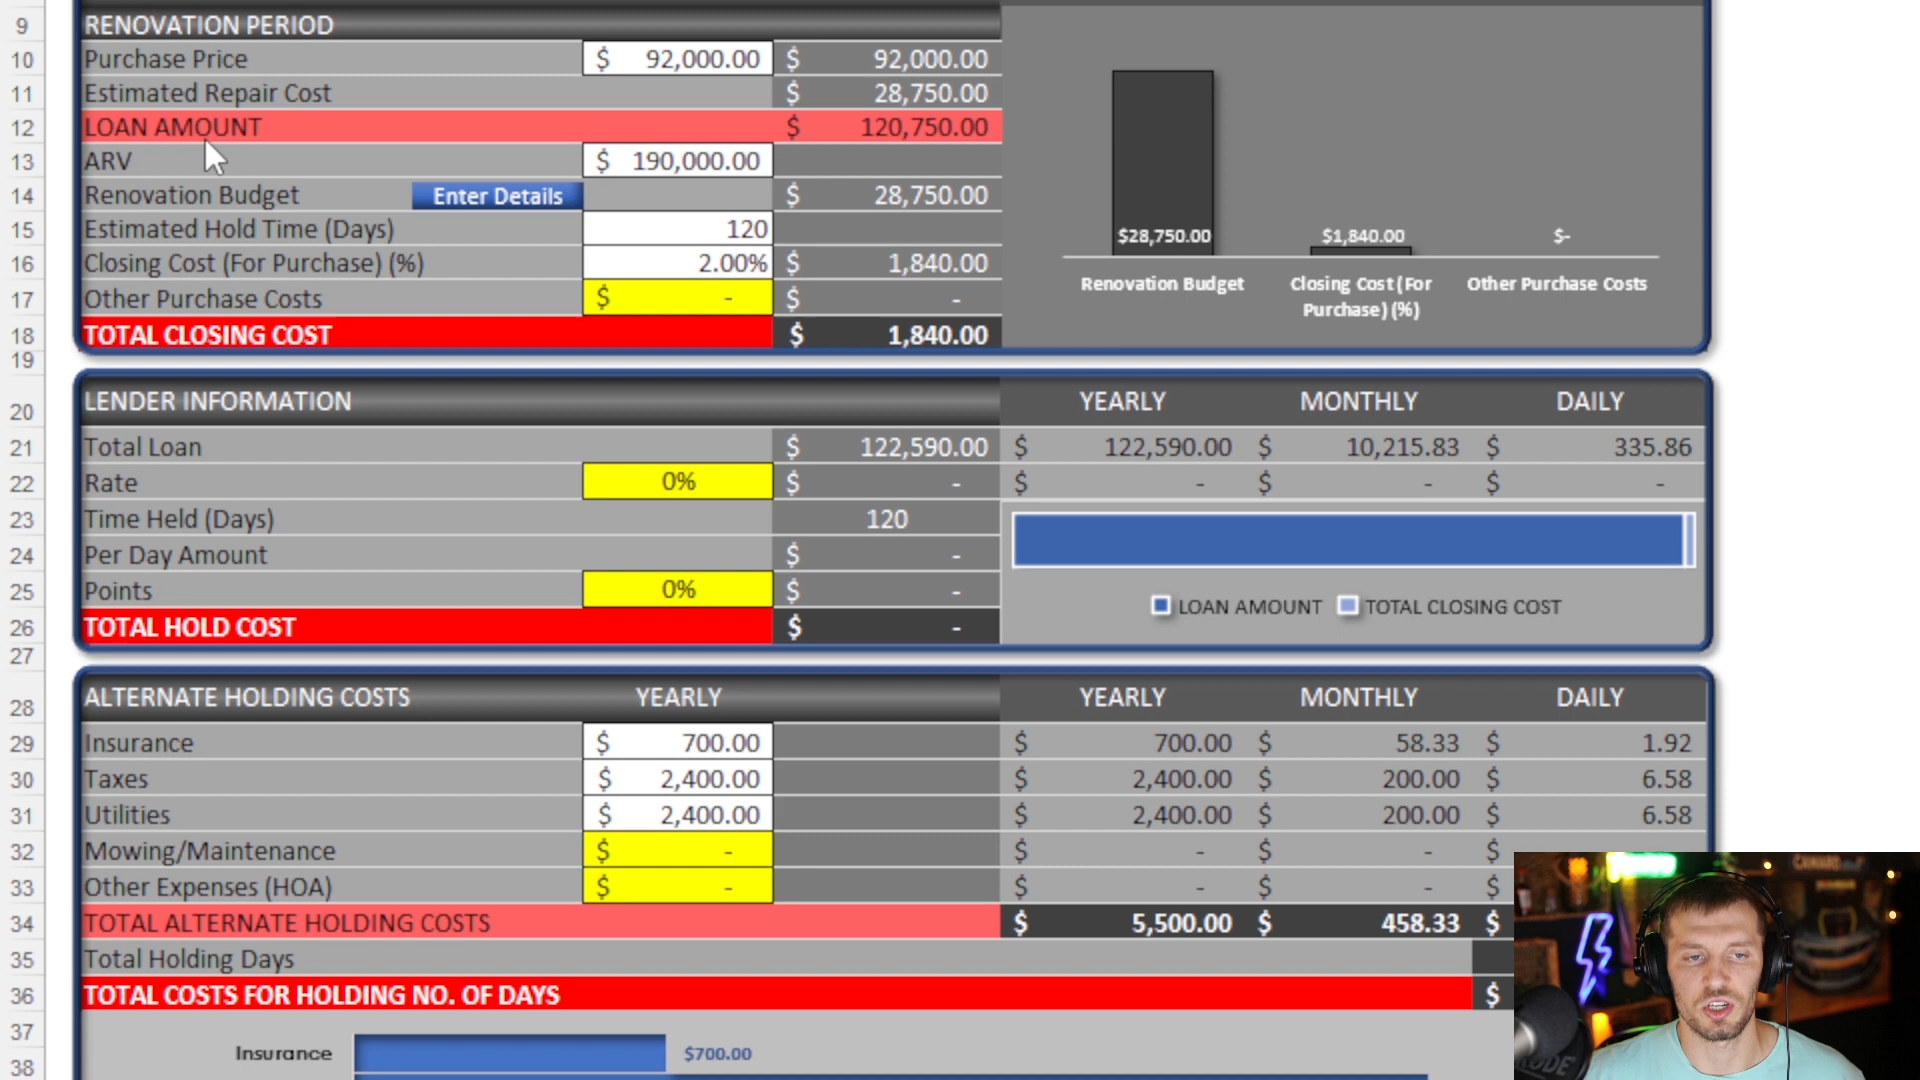 9 RENOVATION PERIOD
10 Purchase Price $ 92,000.00 $ 92,000.00
11 Estimated Repair Cost $ 28,750.00
12 LOAN AMOUNT $ 120,750.00
13 ARV $ 190,000.00
14 Renovation Budget Enter Details $ 28,750.00
15 Estimated Hold Time (Days) 120
16 Closing Cost (For Purchase) (%) 2.00% $ 1,840.00
17 Other Purchase Costs $ - $ -
18 TOTAL CLOSING COST $ 1,840.00
$28,750.00 $1,840.00 $-
Renovation Budget Closing Cost (For Other Purchase Costs
Purchase) (%)
19
20 LENDER INFORMATION YEARLY MONTHLY DAILY
21 Total Loan $ 122,590.00 $ 122,590.00 $ 10,215.83 $ 335.86
22 Rate 0% $ - $ - $ - $ -
23 Time Held (Days) 120
24 Per Day Amount $ -
25 Points 0% $ -
26 TOTAL HOLD COST $ -
LOAN AMOUNT TOTAL CLOSING COST
27
28 ALTERNATE HOLDING COSTS YEARLY YEARLY MONTHLY DAILY
29 Insurance $ 700.00 $ 700.00 $ 58.33 $ 1.92
30 Taxes $ 2,400.00 $ 2,400.00 $ 200.00 $ 6.58
31 Utilities $ 2,400.00 $ 2,400.00 $ 200.00 $ 6.58
32 Mowing/Maintenance $ - $ - $ - $
33 Other Expenses (HOA) $ - $ - $ - $
34 TOTAL ALTERNATE HOLDING COSTS $ 5,500.00 $ 458.33 $
35 Total Holding Days
36 TOTAL COSTS FOR HOLDING NO. OF DAYS $
37
Insurance $700.00
38